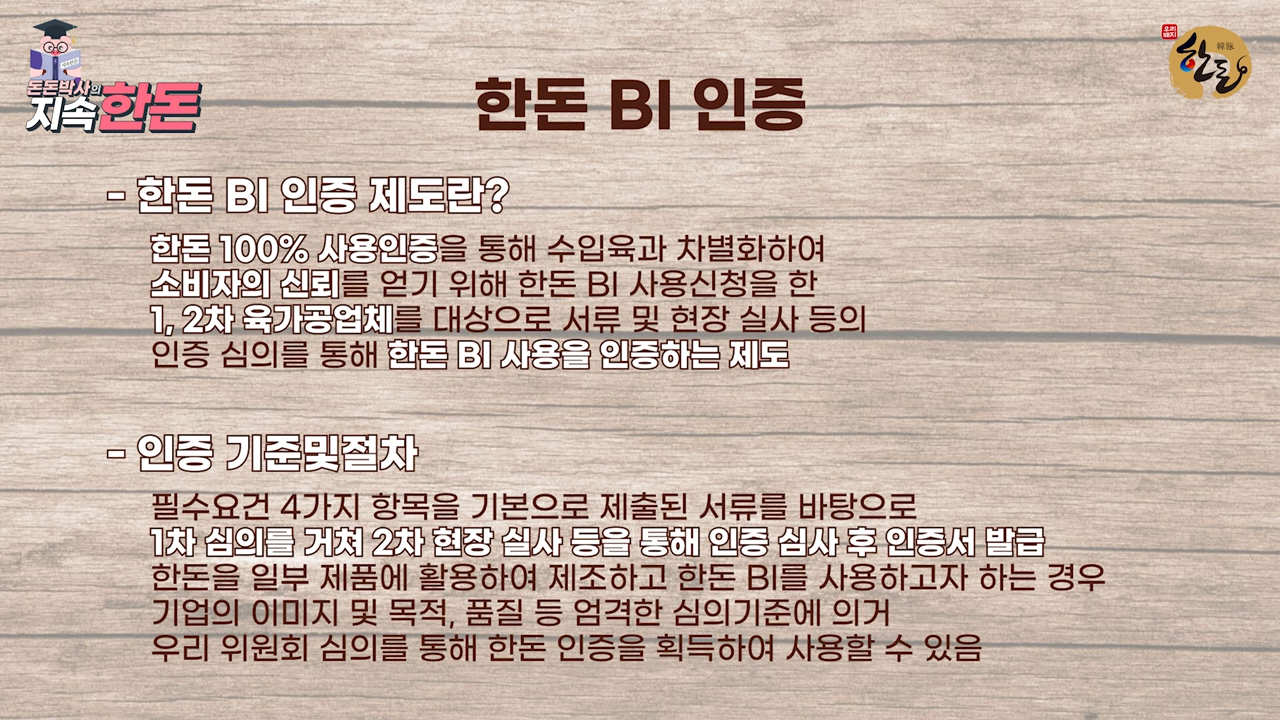 돈돈박사의
지속한돈
우리돼지
한돈
韓豚
한돈 BI 인증
- 한돈 BI 인증 제도란?
한돈 100% 사용인증을 통해 수입육과 차별화하여
소비자의 신뢰를 얻기 위해 한돈 BI 사용신청을 한
1, 2차 육가공업체를 대상으로 서류 및 현장 실사 등의
인증 심의를 통해 한돈 BI 사용을 인증하는 제도
- 인증 기준및절차
필수요건 4가지 항목을 기본으로 제출된 서류를 바탕으로
1차 심의를 거쳐 2차 현장 실사 등을 통해 인증 심사 후 인증서 발급
한돈을 일부 제품에 활용하여 제조하고 한돈 BI를 사용하고자 하는 경우
기업의 이미지 및 목적, 품질 등 엄격한 심의기준에 의거
우리 위원회 심의를 통해 한돈 인증을 획득하여 사용할 수 있음